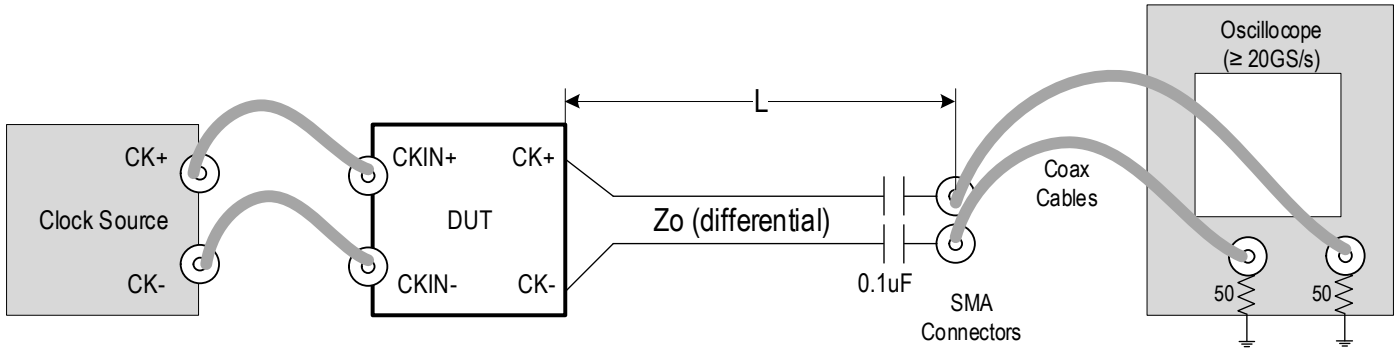 Oscillocope
(≥ 20GS/s)
L
CK+
CKIN+
CK+
Clock Source
DUT
Zo (differential)
Coax
Cables
CK-
CKIN-
CK-
0.1uF
SMA
Connectors
50
50